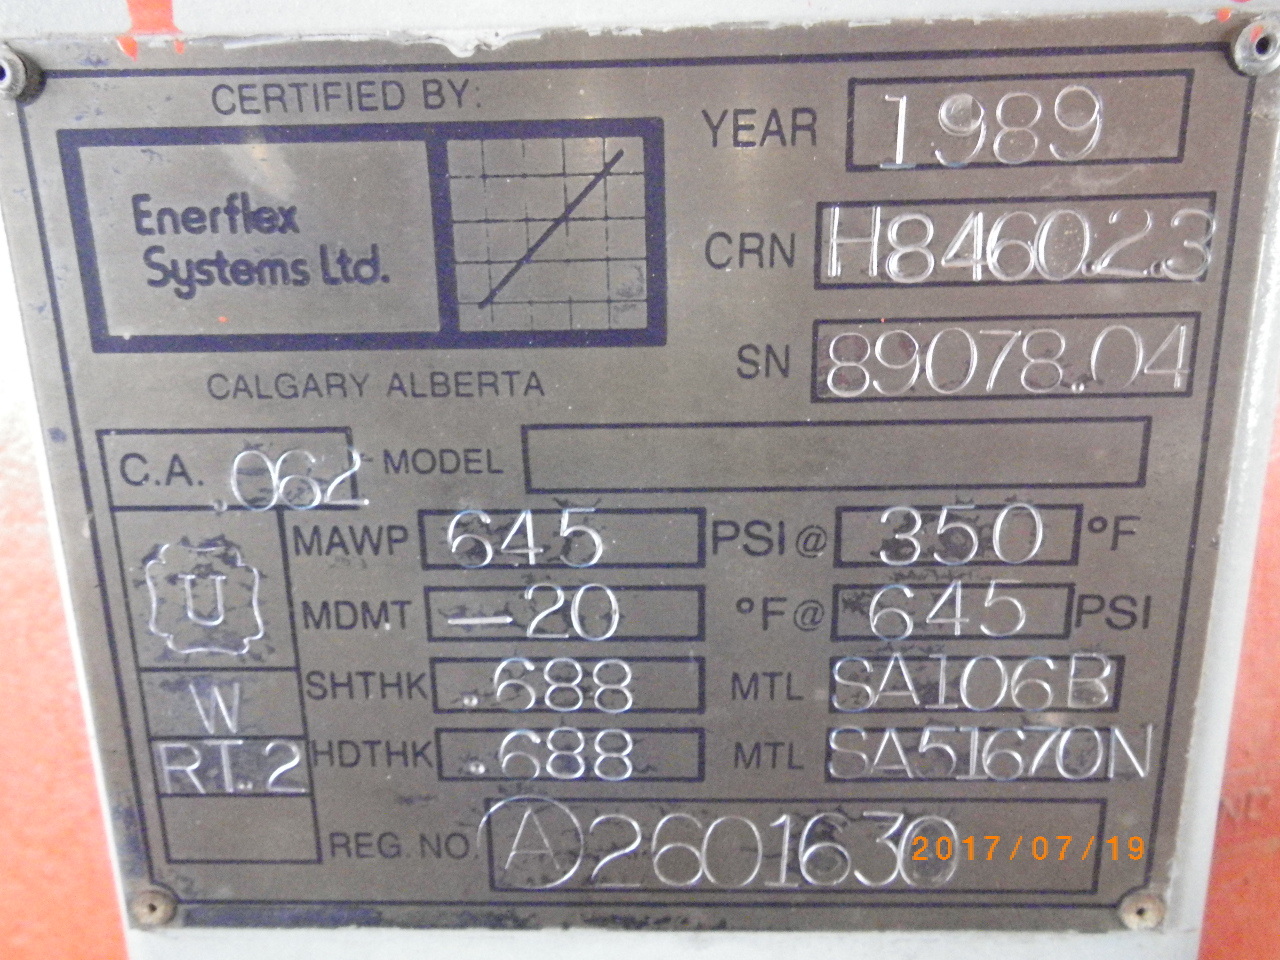 CERTIFIED BY:
YEAR 1989
Enerflex
Systems Ltd.
CRN H8460.2.3
SN 89078.04
CALGARY ALBERTA
C.A. .062 MODEL
MAWP 645 PSI@ 350 °F
U
MDMT -20 °F@ 645 PSI
W SHTHK .688 MTL SA106B
RT.2 HDTHK .688 MTL SA51670N
REG. NO. A 2601630
2017/07/19